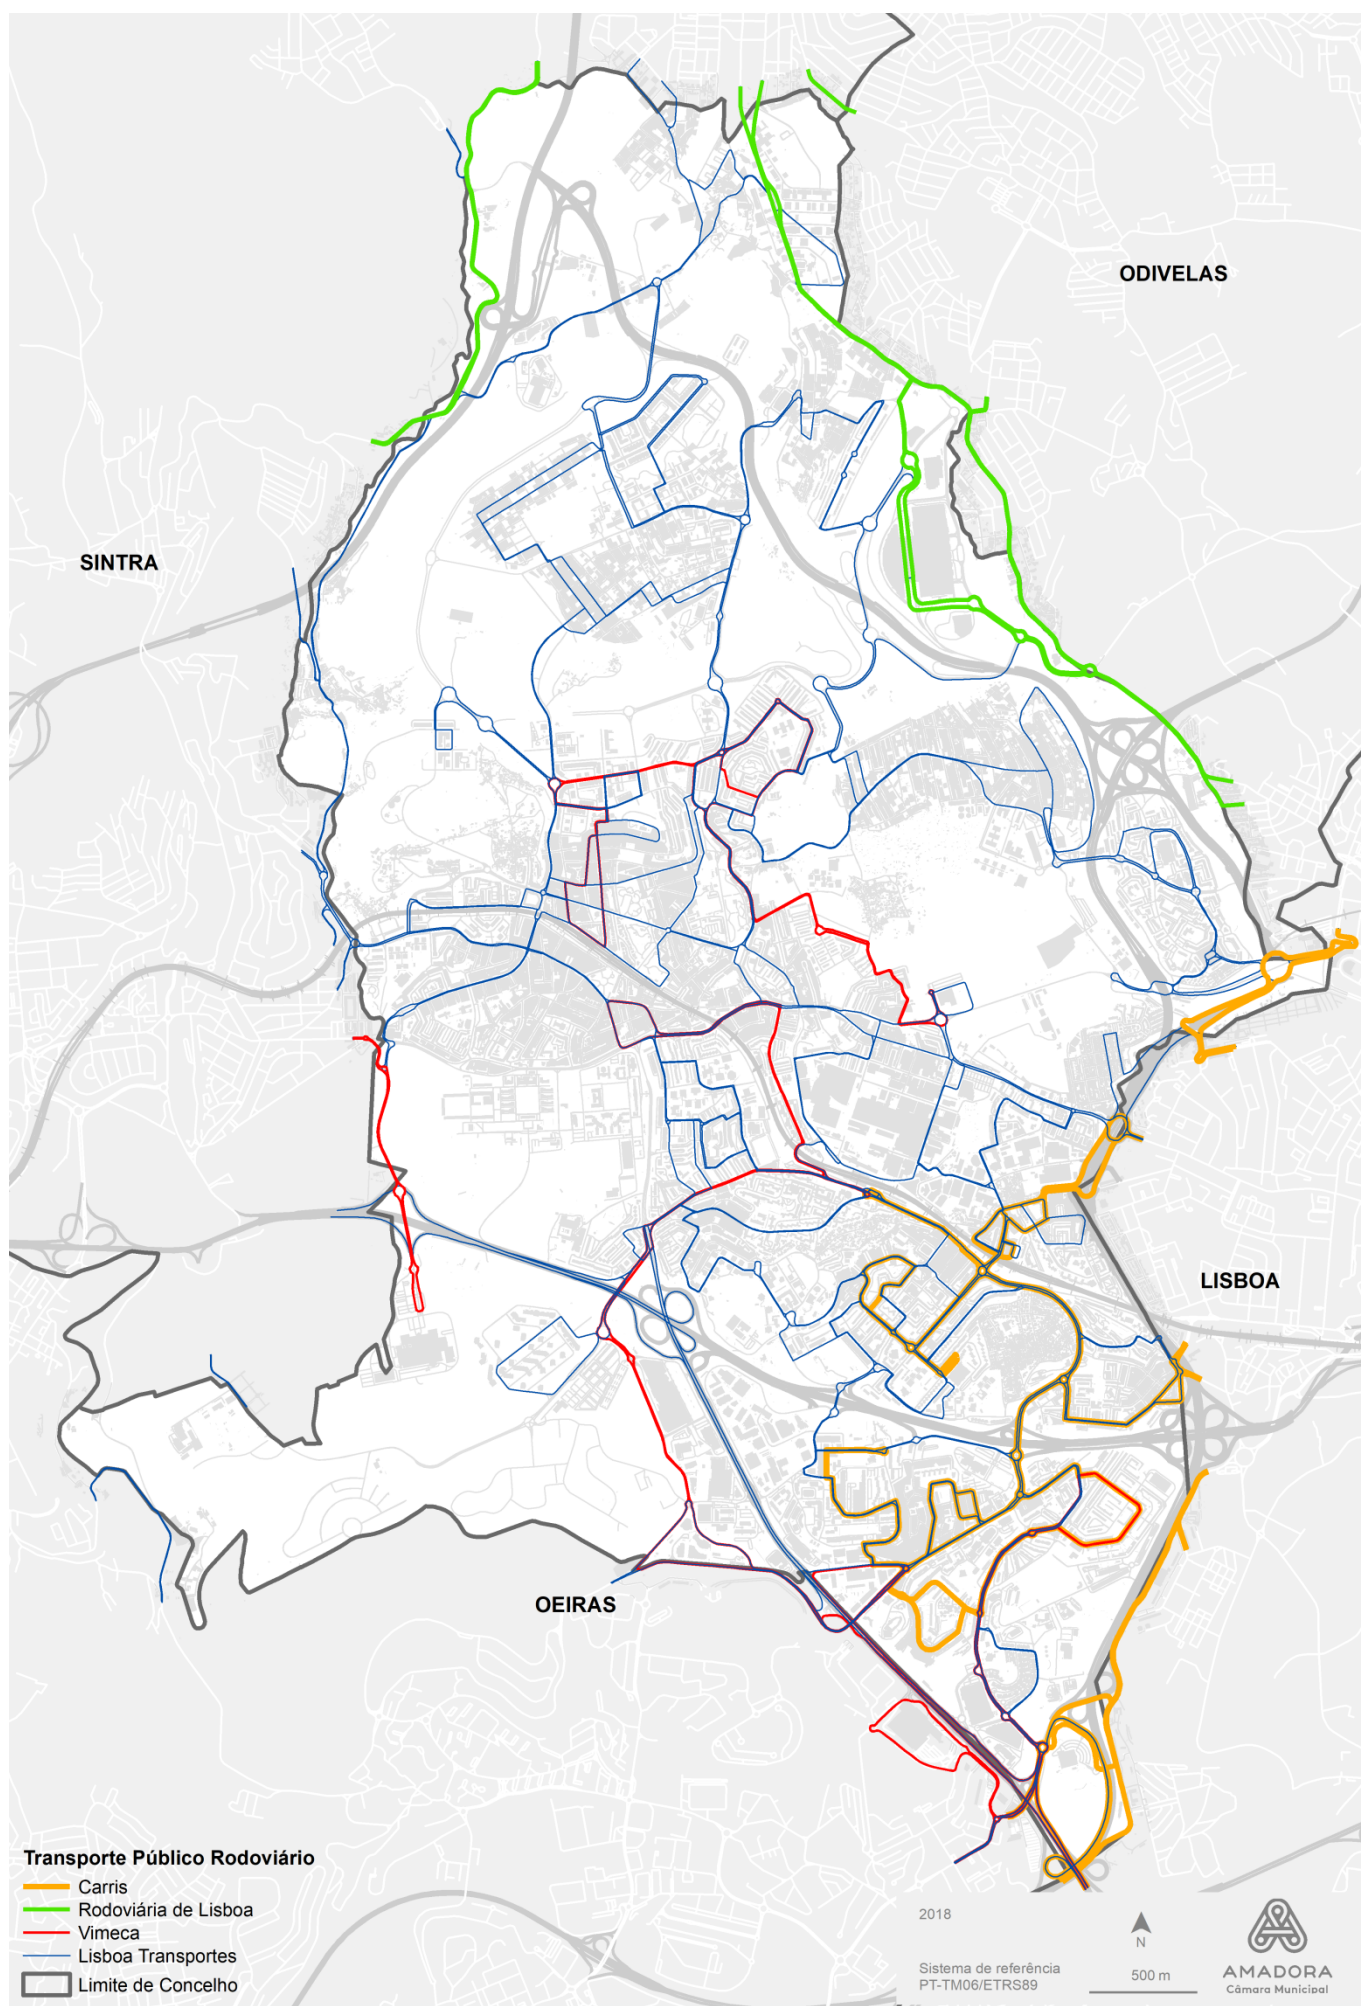 ODIVELAS
SINTRA
LISBOA
OEIRAS
Transporte Público Rodoviário
Carris
Rodoviária de Lisboa
Vimeca
Lisboa Transportes
Limite de Concelho
2018
N
Sistema de referência
PT-TM06/ETRS89
500 m
AMADORA
Câmara Municipal